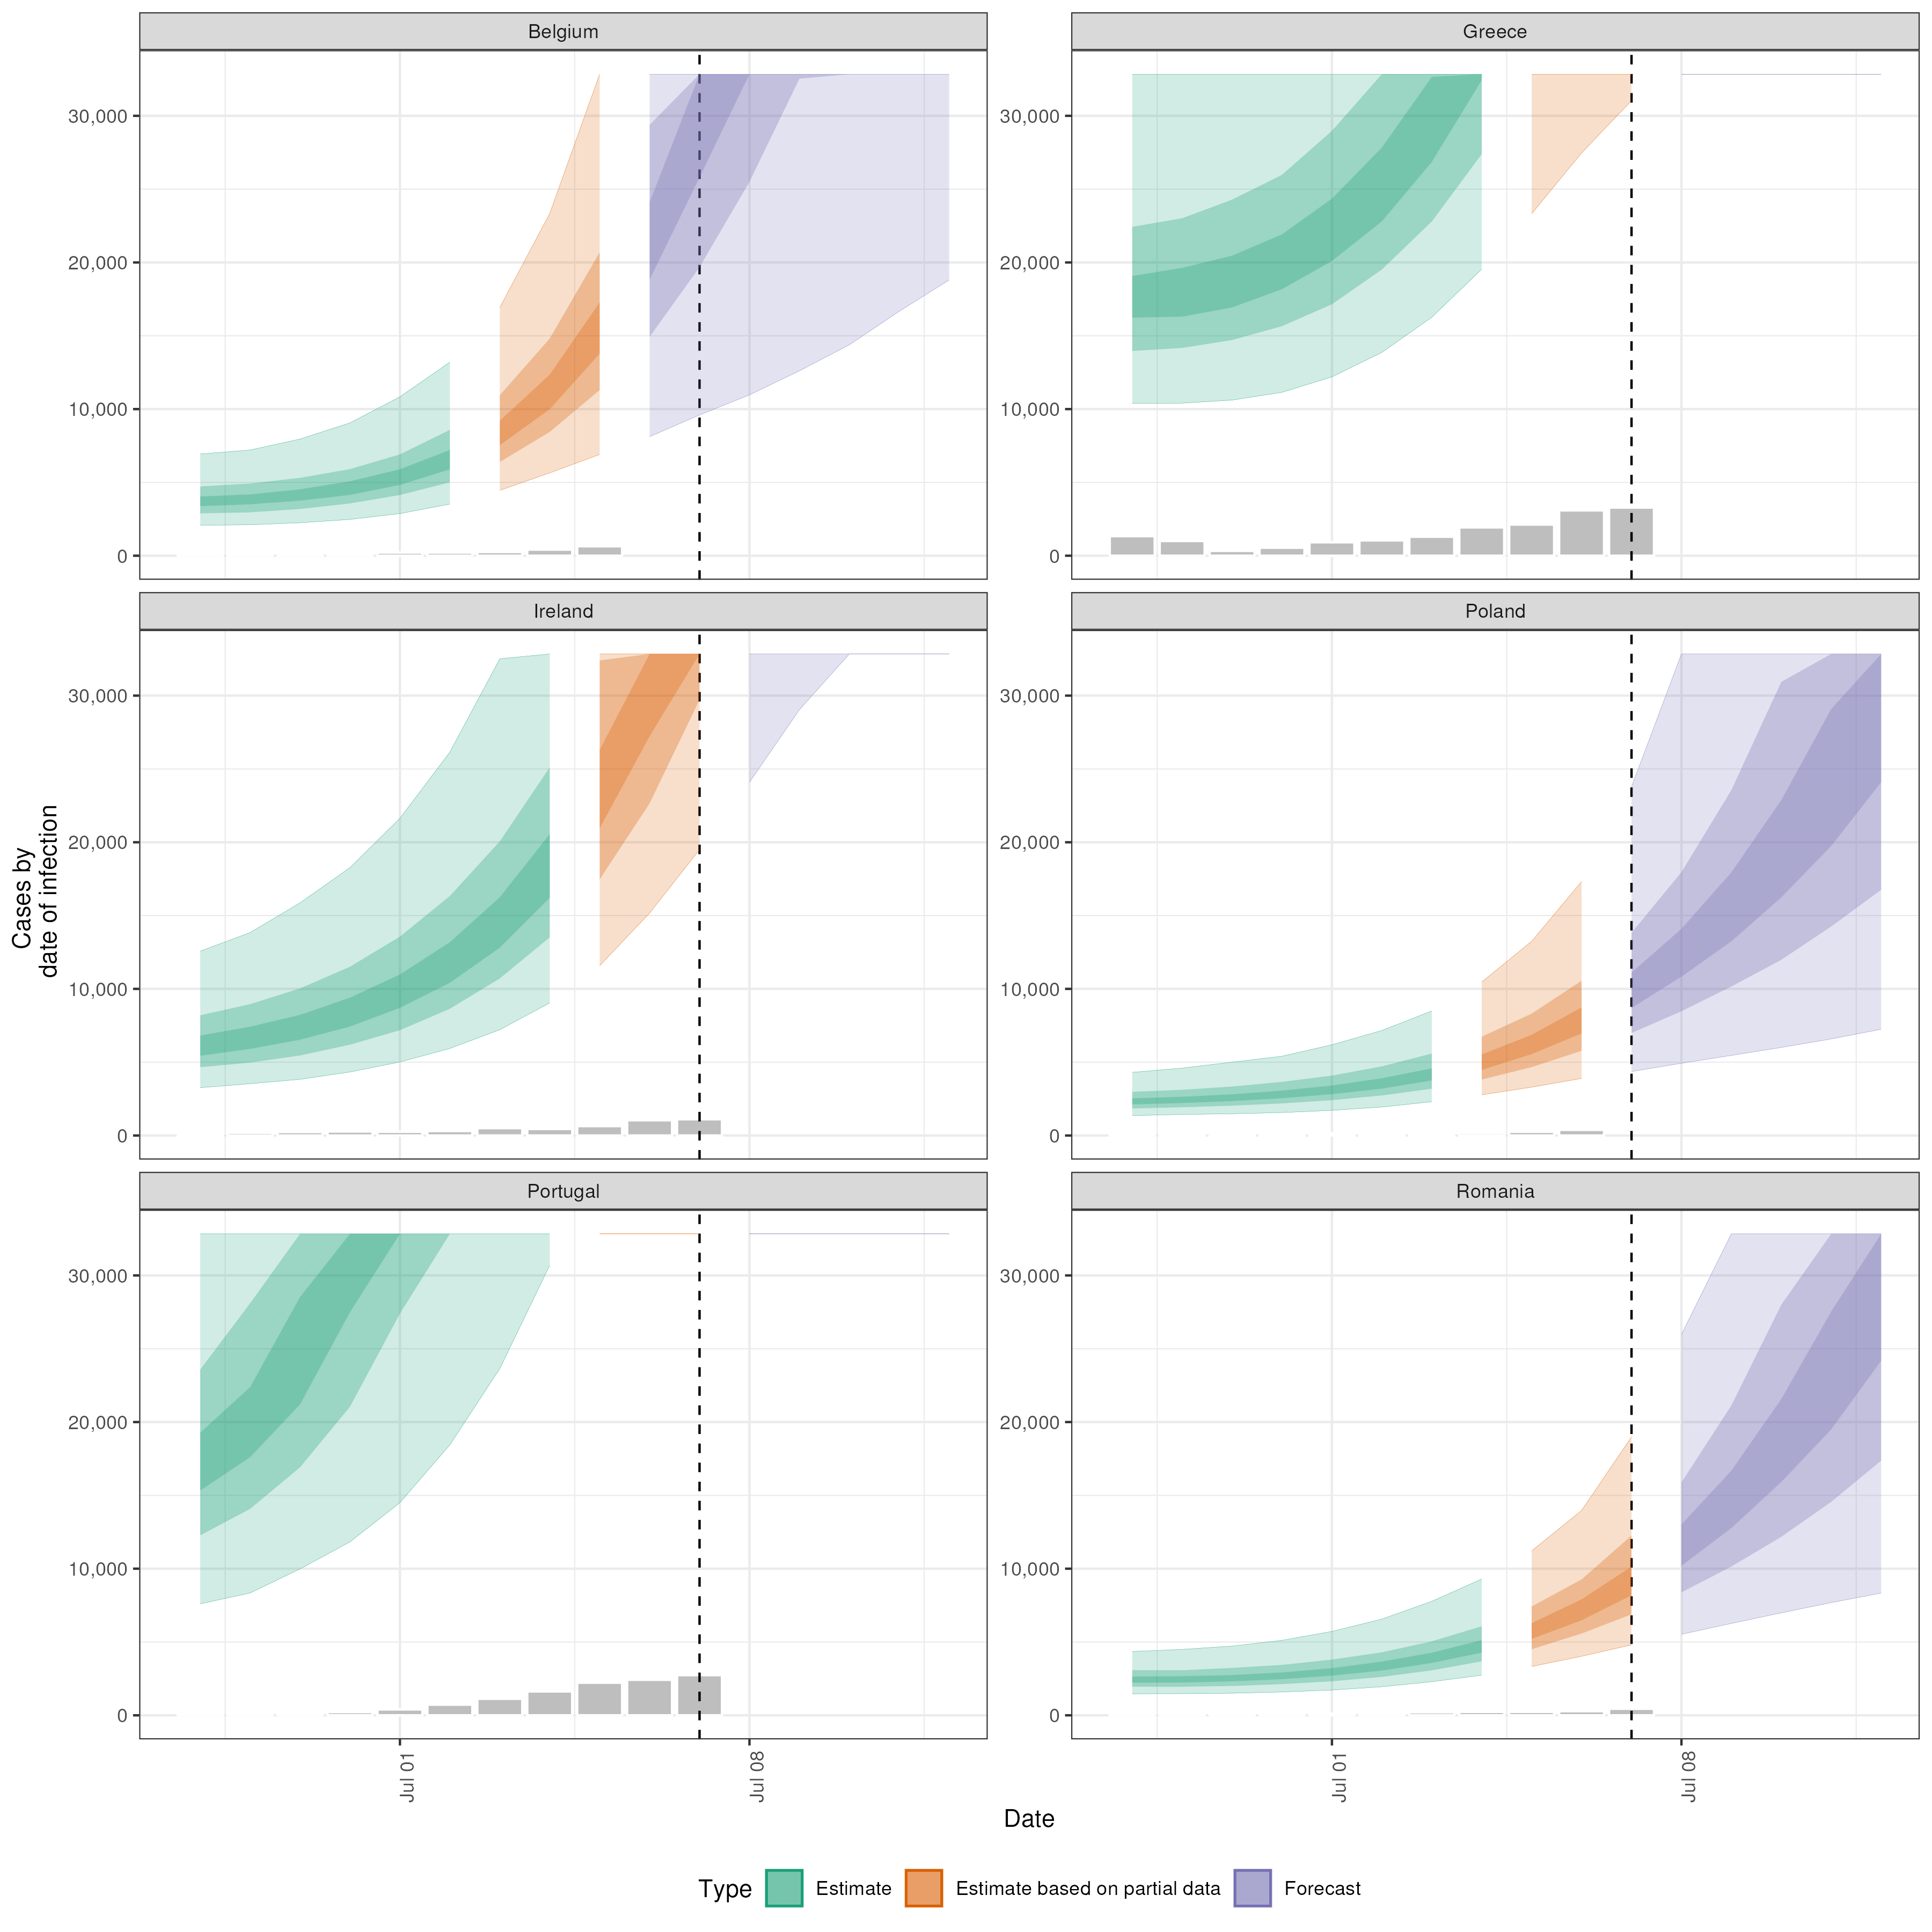 Belgium
Greece
30,000
20,000
10,000
0
30,000
20,000
10,000
0
Ireland
Poland
30,000
20,000
10,000
0
30,000
20,000
10,000
0
Portugal
Romania
30,000
20,000
10,000
0
30,000
20,000
10,000
0
Cases by
date of infection
Jul 01
Jul 08
Jul 01
Jul 08
Date
Type
Estimate
Estimate based on partial data
Forecast